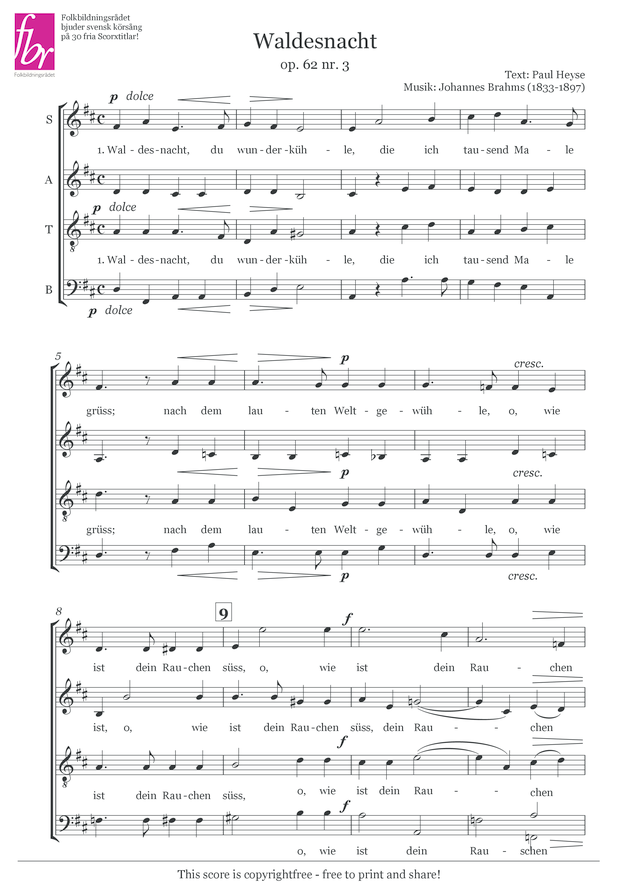 fbr
Folkbildningsrådet
Folkbildningsrådet
bjuder svensk körsång
på 30 fria Scorxtitlar!
Waldesnacht
op. 62 nr. 3
Text: Paul Heyse
Musik: Johannes Brahms (1833-1897)
p dolce
S
1. Wal - des-nacht, du wun - der-küh - le, die ich tau-send Ma - le
A
p dolce
T
1. Wal - des-nacht, du wun - der-küh - le, die ich tau-send Ma - le
B
p dolce
5
p
cresc.
grüss; nach dem lau - ten Welt - ge - wüh - le, o, wie
p
cresc.
grüss; nach dem lau - ten Welt - ge - wüh - le, o, wie
p
cresc.
8
9
f
ist dein Rau-chen süss, o, wie ist dein Rau - chen
ist, o, wie ist dein Rau-chen süss, dein Rau - - chen
f
ist dein Rau-chen süss, o, wie ist dein Rau - - chen
f
o, wie ist dein Rau - schen
This score is copyrightfree - free to print and share!